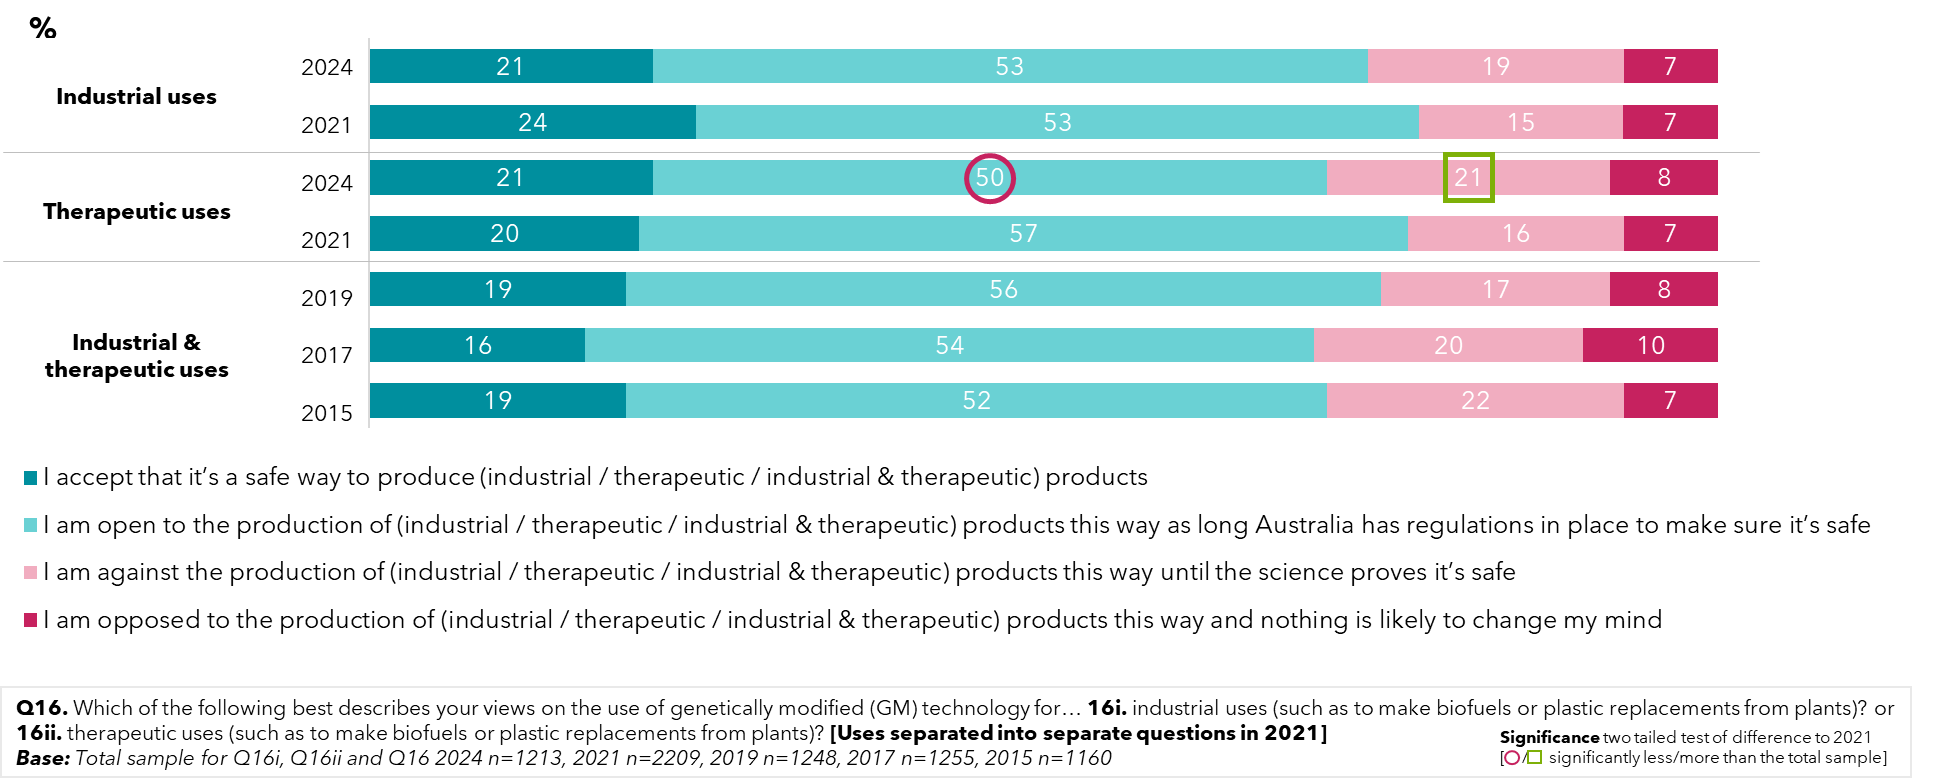 %
Industrial uses
2024 21 53 19 7
2021 24 53 15 7
Therapeutic uses
2024 21 50 21 8
2021 20 57 16 7
Industrial &
therapeutic uses
2019 19 56 17 8
2017 16 54 20 10
2015 19 52 22 7
I accept that it’s a safe way to produce (industrial / therapeutic / industrial & therapeutic) products
I am open to the production of (industrial / therapeutic / industrial & therapeutic) products this way as long Australia has regulations in place to make sure it’s safe
I am against the production of (industrial / therapeutic / industrial & therapeutic) products this way until the science proves it’s safe
I am opposed to the production of (industrial / therapeutic / industrial & therapeutic) products this way and nothing is likely to change my mind
Q16. Which of the following best describes your views on the use of genetically modified (GM) technology for… 16i. industrial uses (such as to make biofuels or plastic replacements from plants)? or
16ii. therapeutic uses (such as to make biofuels or plastic replacements from plants)? [Uses separated into separate questions in 2021]
Base: Total sample for Q16i, Q16ii and Q16 2024 n=1213, 2021 n=2209, 2019 n=1248, 2017 n=1255, 2015 n=1160
Significance two tailed test of difference to 2021
[ / significantly less/more than the total sample]